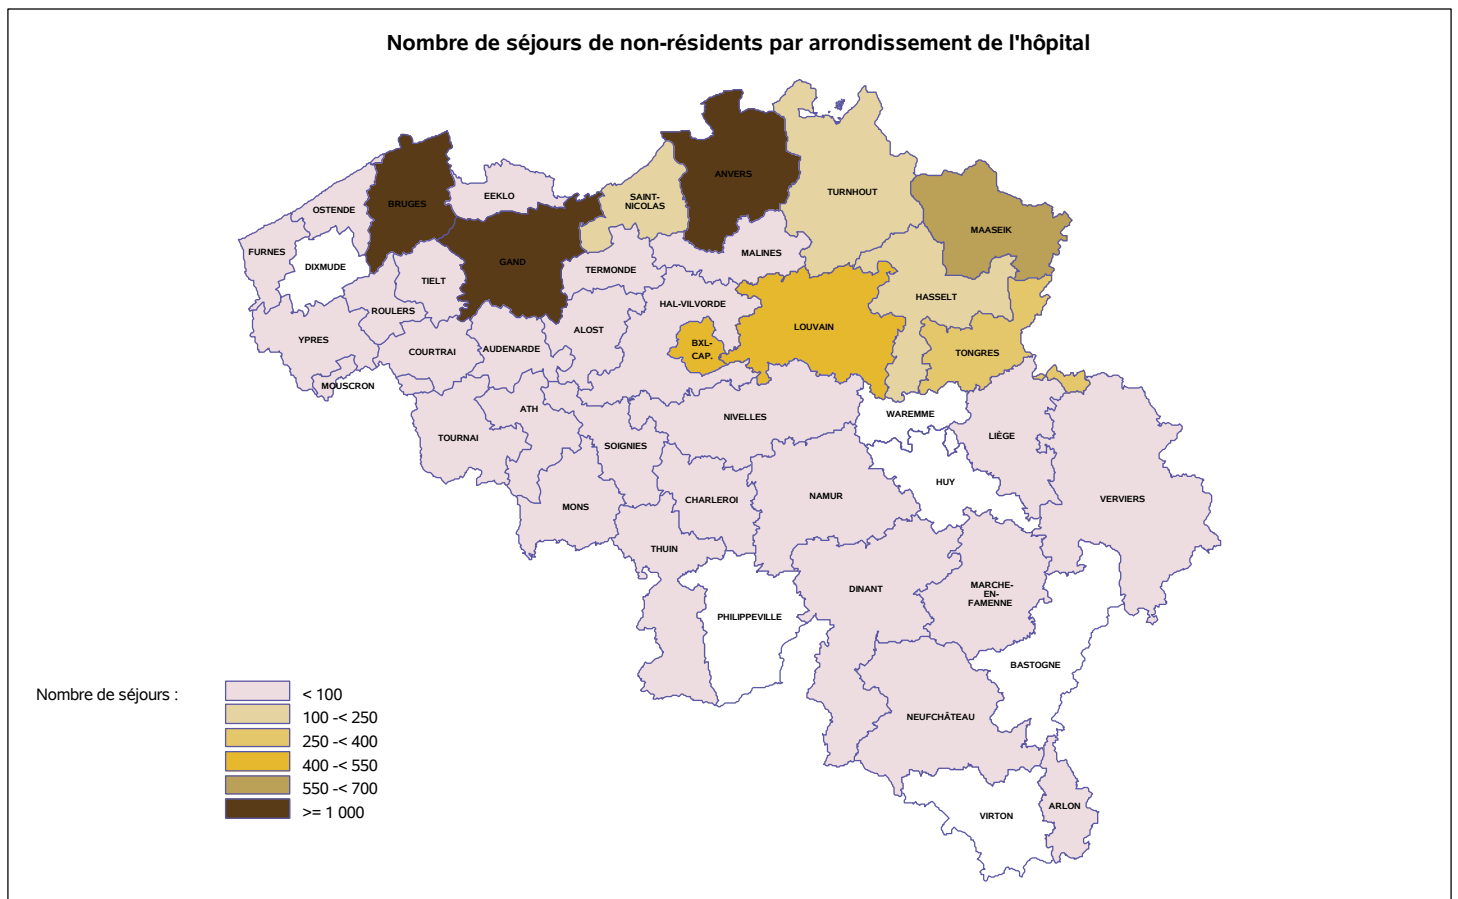 Nombre de séjours de non-résidents par arrondissement de l'hôpital
ANVERS
TURNHOUT
EEKLO
SAINT-
NICOLAS
BRUGES
OSTENDE
MAASEIK
FURNES
DIXMUDE
GAND
MALINES
TERMONDE
TIELT
HASSELT
HAL-VILVORDE
ROULERS
LOUVAIN
ALOST
YPRES
BXL-
CAP.
COURTRAI
AUDENARDE
TONGRES
MOUSCRON
ATH
WAREMME
NIVELLES
TOURNAI
SOIGNIES
LIÈGE
HUY
NAMUR
CHARLEROI
VERVIERS
MONS
THUIN
DINANT
MARCHE-
EN-
FAMENNE
PHILIPPEVILLE
BASTOGNE
NEUFCHÂTEAU
ARLON
VIRTON
Nombre de séjours :
< 100
100 -< 250
250 -< 400
400 -< 550
550 -< 700
>= 1 000